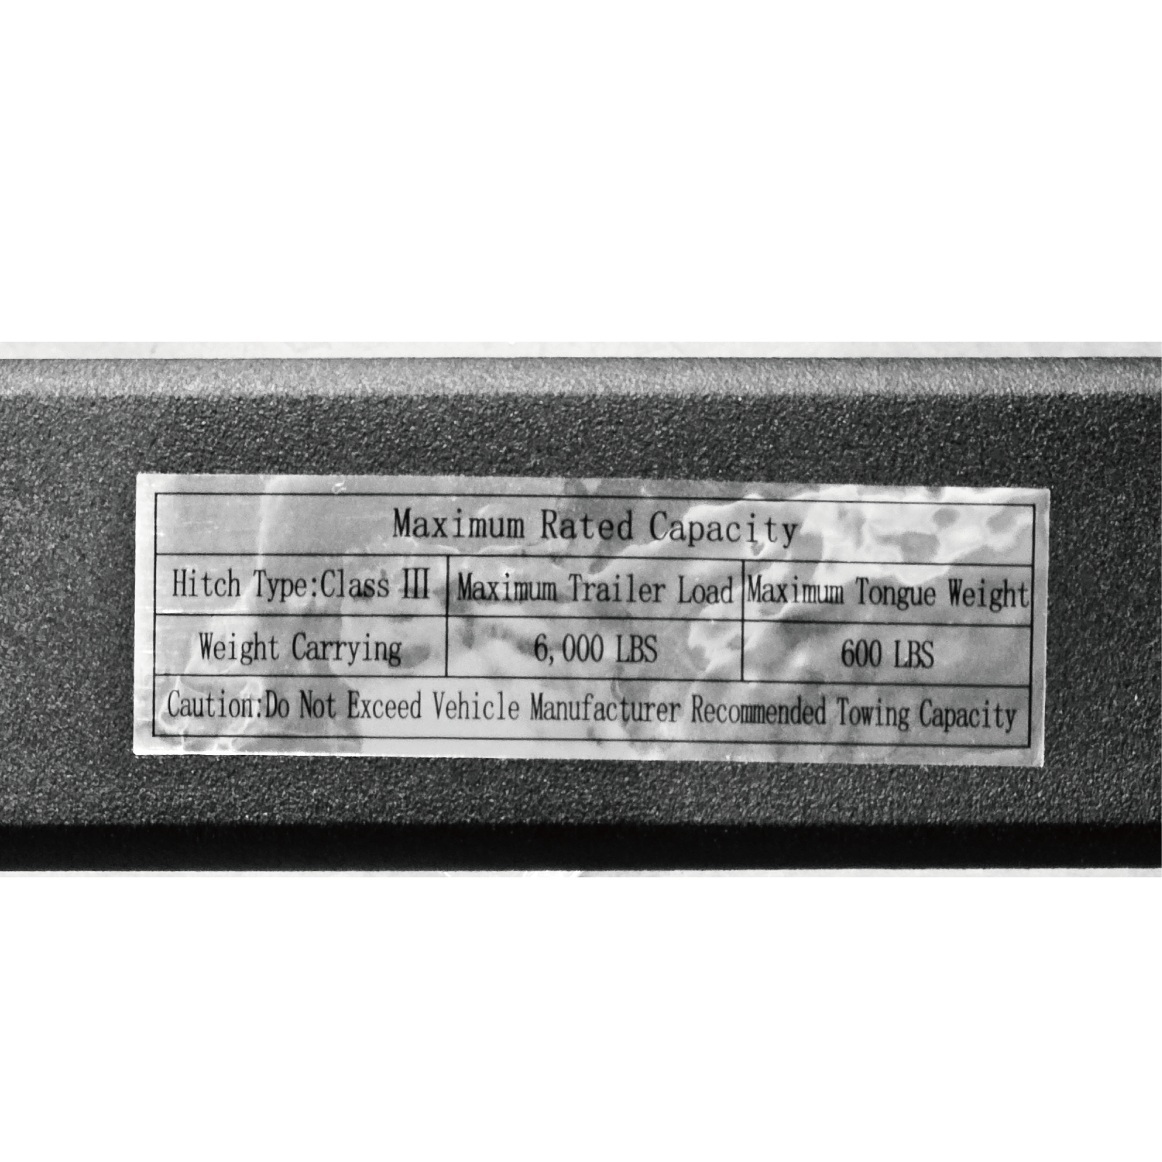 Maximum Rated Capacity
Hitch Type:Class III Maximum Trailer Load Maximum Tongue Weight
Weight Carrying 6,000 LBS 600 LBS
Caution:Do Not Exceed Vehicle Manufacturer Recommended Towing Capacity